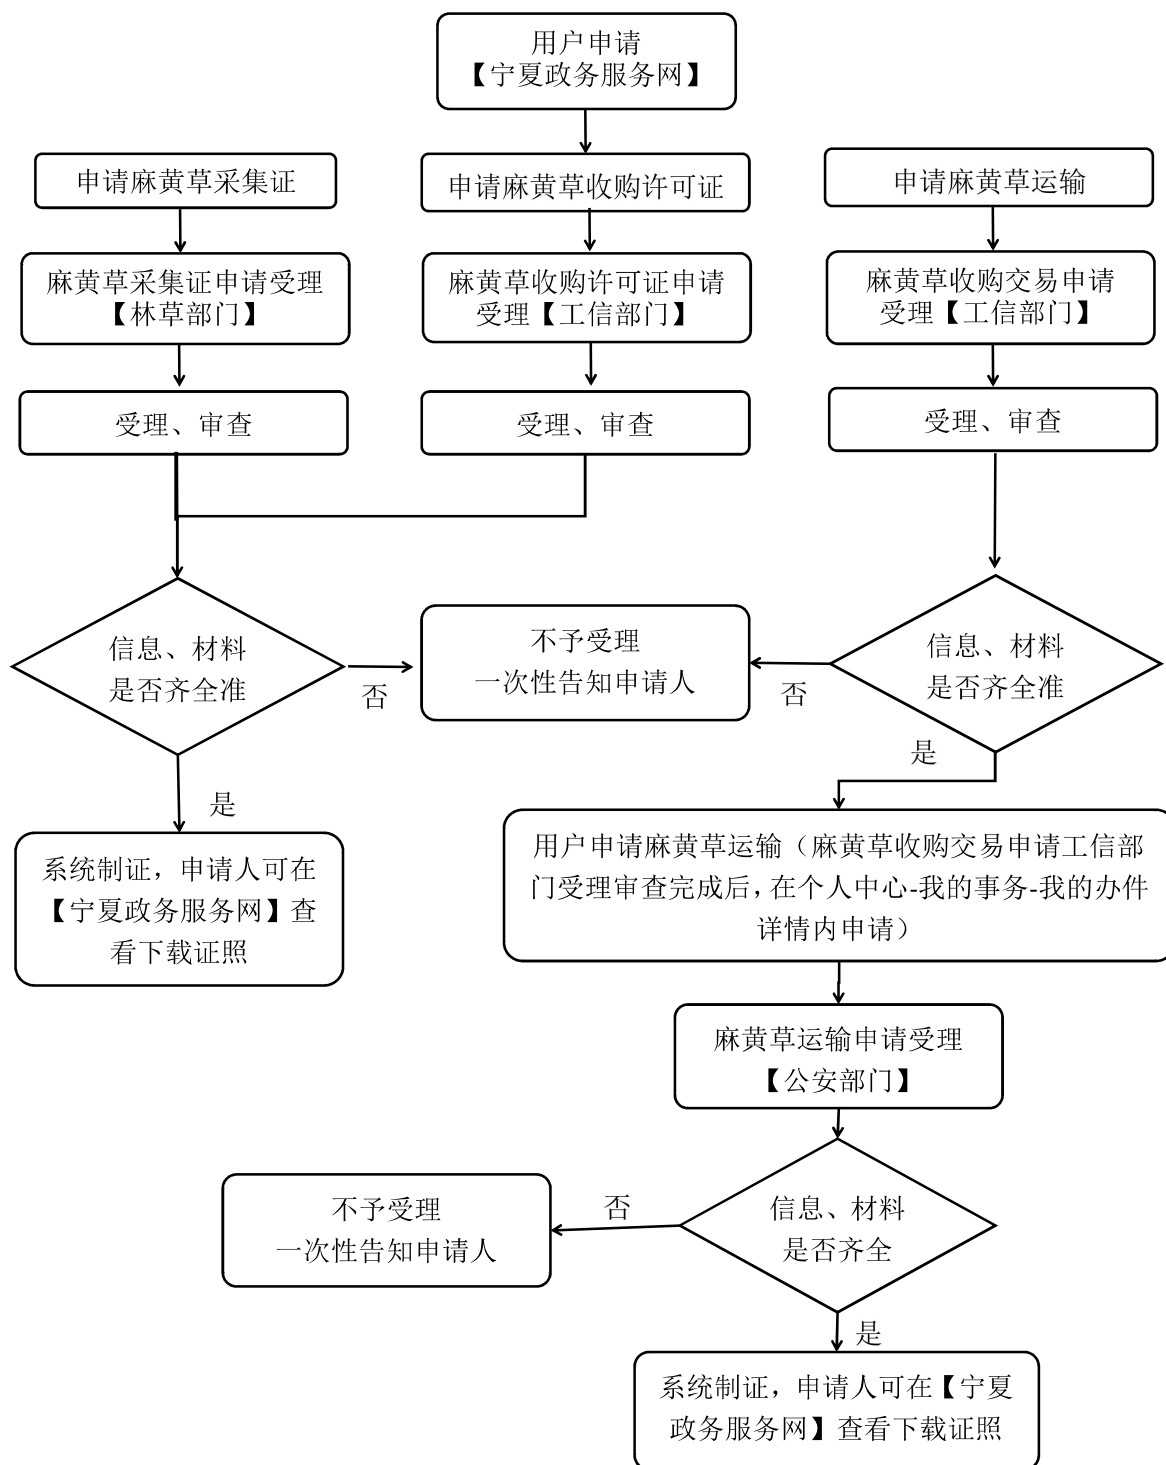 用户申请
【宁夏政务服务网】
申请麻黄草采集证
申请麻黄草收购许可证
申请麻黄草运输
麻黄草采集证申请受理
【林草部门】
麻黄草收购许可证申请
受理【工信部门】
麻黄草收购交易申请
受理【工信部门】
受理、审查
受理、审查
受理、审查
信息、材料
是否齐全准
否
不予受理
一次性告知申请人
否
信息、材料
是否齐全准
是
是
系统制证，申请人可在
【宁夏政务服务网】查
看下载证照
用户申请麻黄草运输（麻黄草收购交易申请工信部
门受理审查完成后，在个人中心-我的事务-我的办件
详情内申请）
麻黄草运输申请受理
【公安部门】
不予受理
一次性告知申请人
否
信息、材料
是否齐全
是
系统制证，申请人可在【宁夏
政务服务网】查看下载证照